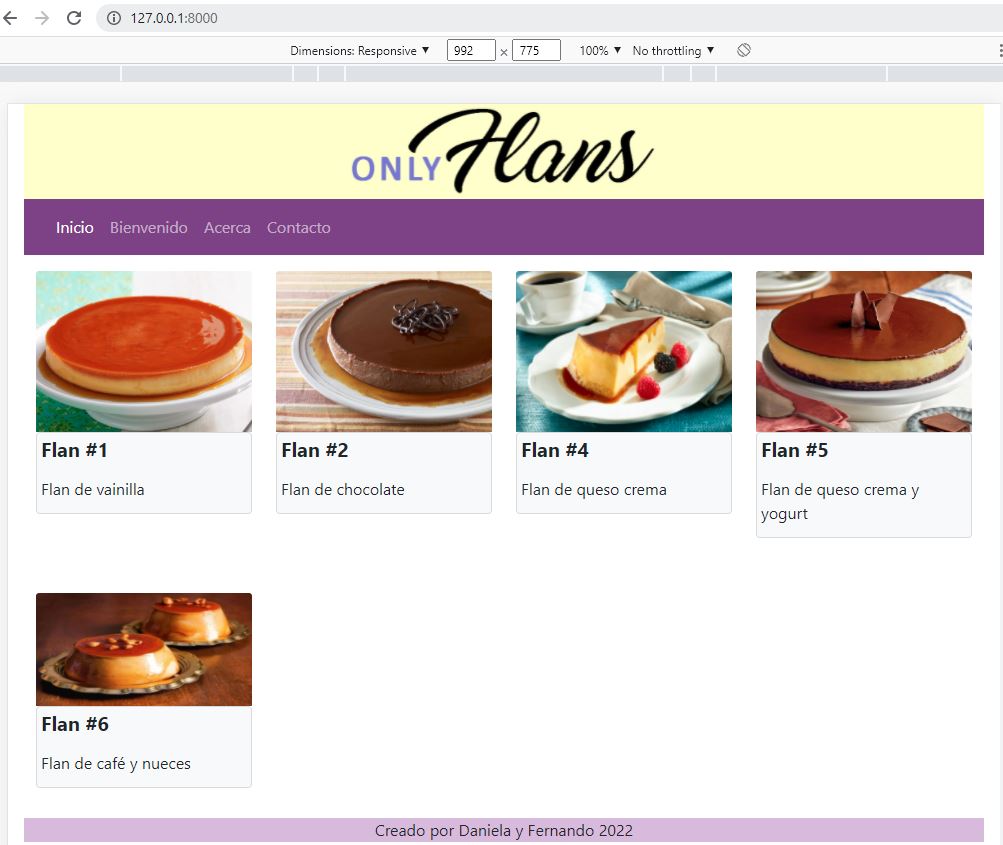 127.0.0.1:8000
Dimensions: Responsive ▼ 992 × 775 100% ▼ No throttling ▼
ONLY Flans
Inicio Bienvenido Acerca Contacto
Flan #1
Flan de vainilla
Flan #2
Flan de chocolate
Flan #4
Flan de queso crema
Flan #5
Flan de queso crema y
yogurt
Flan #6
Flan de café y nueces
Creado por Daniela y Fernando 2022